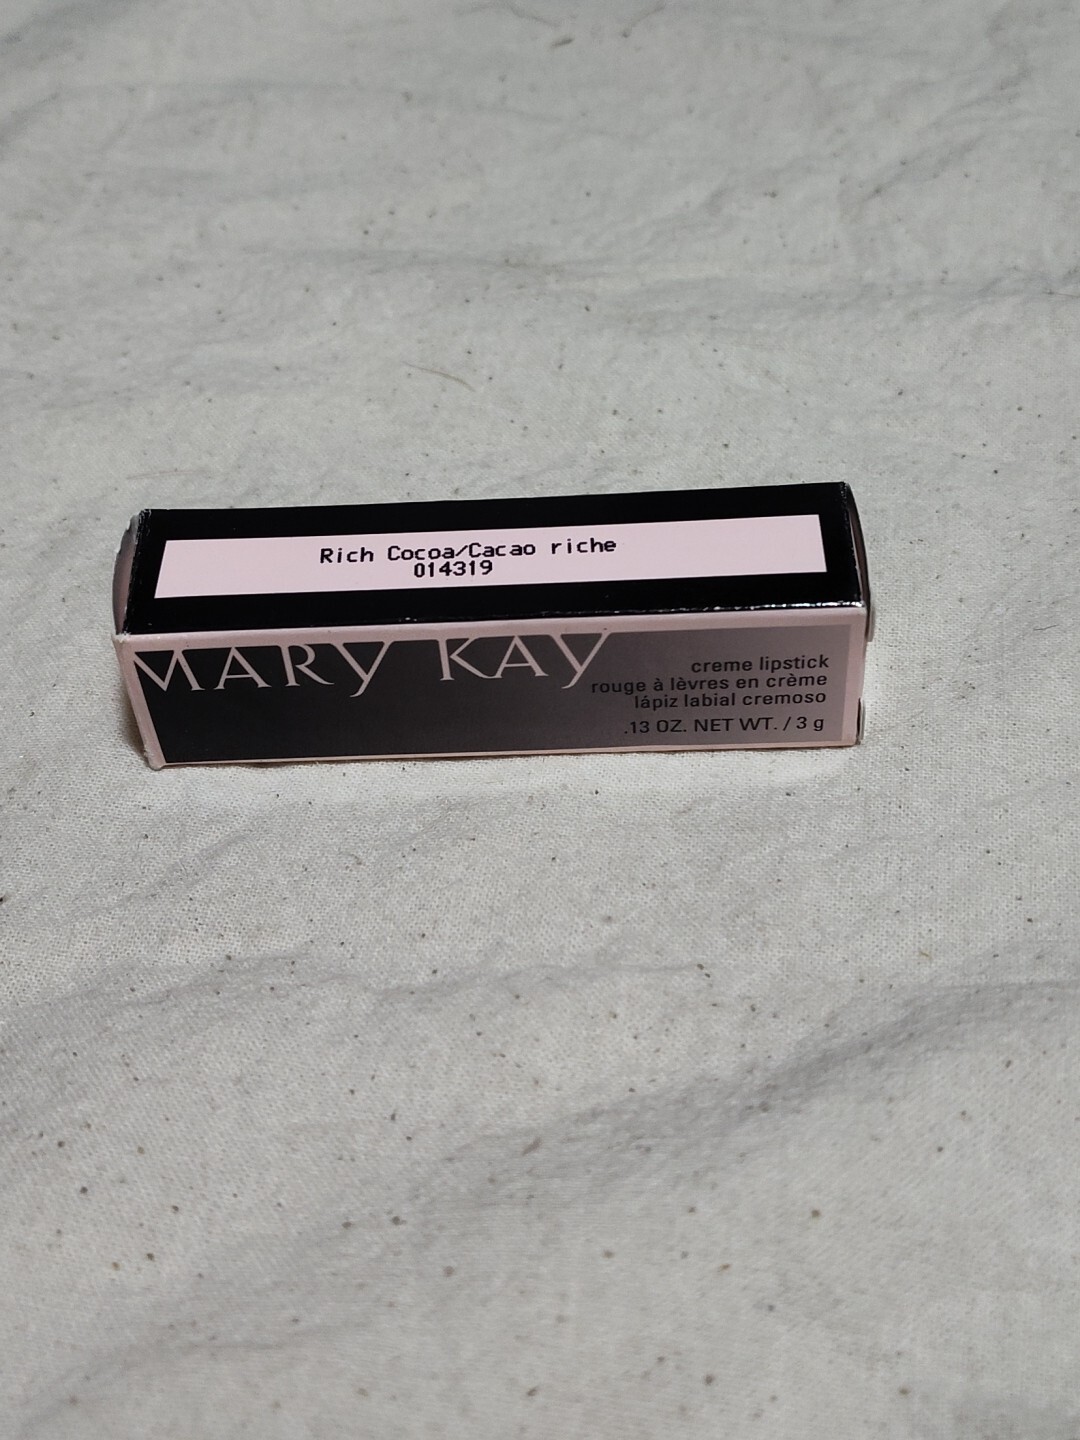 Rich Cocoa/Cacao riche
014319
MARY KAY
creme lipstick
rouge à lèvres en crème
lápiz labial cremoso
.13 OZ. NET WT. / 3 g